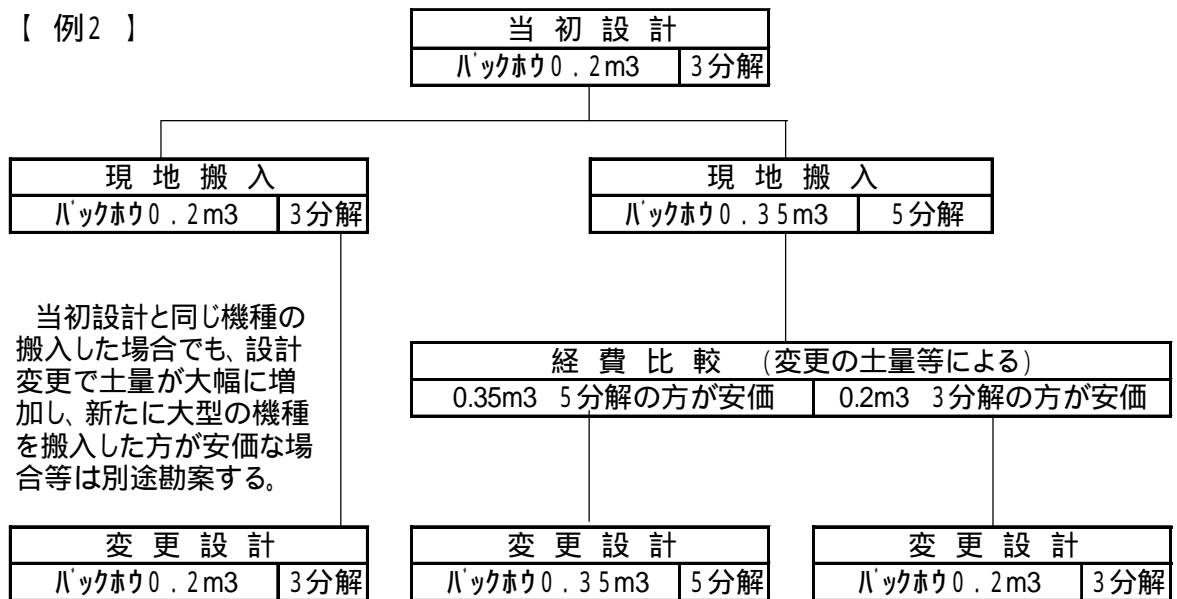 【 例2 】
当 初 設 計
バックホウ0．2m3 3分解
現 地 搬 入
バックホウ0．2m3 3分解
現 地 搬 入
バックホウ0．35m3 5分解
当初設計と同じ機種の
搬入した場合でも、設計
変更で土量が大幅に増
加し、新たに大型の機種
を搬入した方が安価な場
合等は別途勘案する。
経 費 比 較 (変更の土量等による)
0.35m3 5分解の方が安価 0.2m3 3分解の方が安価
変 更 設 計
バックホウ0．2m3 3分解
変 更 設 計
バックホウ0．35m3 5分解
変 更 設 計
バックホウ0．2m3 3分解